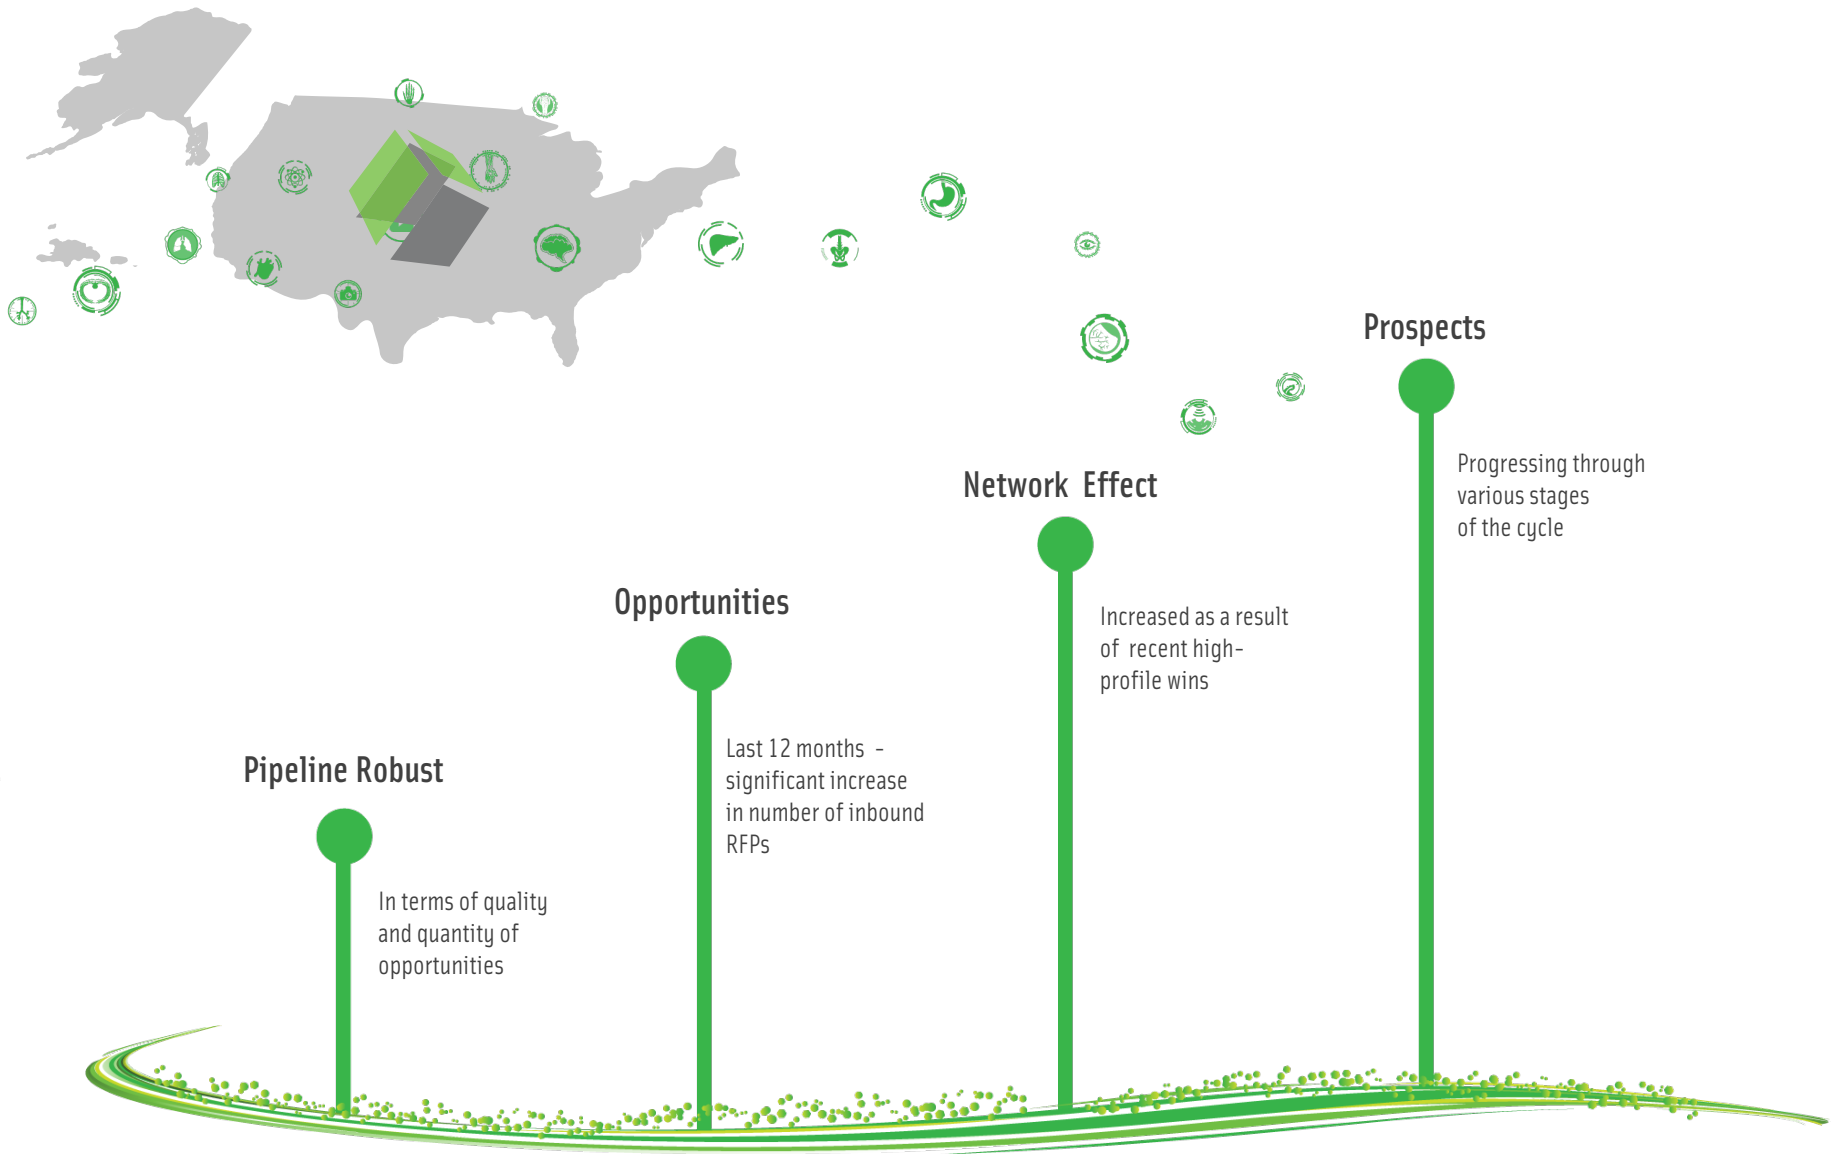 Prospects
Progressing through
various stages
of the cycle
Network Effect
Increased as a result
of recent high-
profile wins
Opportunities
Last 12 months -
significant increase
in number of inbound
RFPs
Pipeline Robust
In terms of quality
and quantity of
opportunities